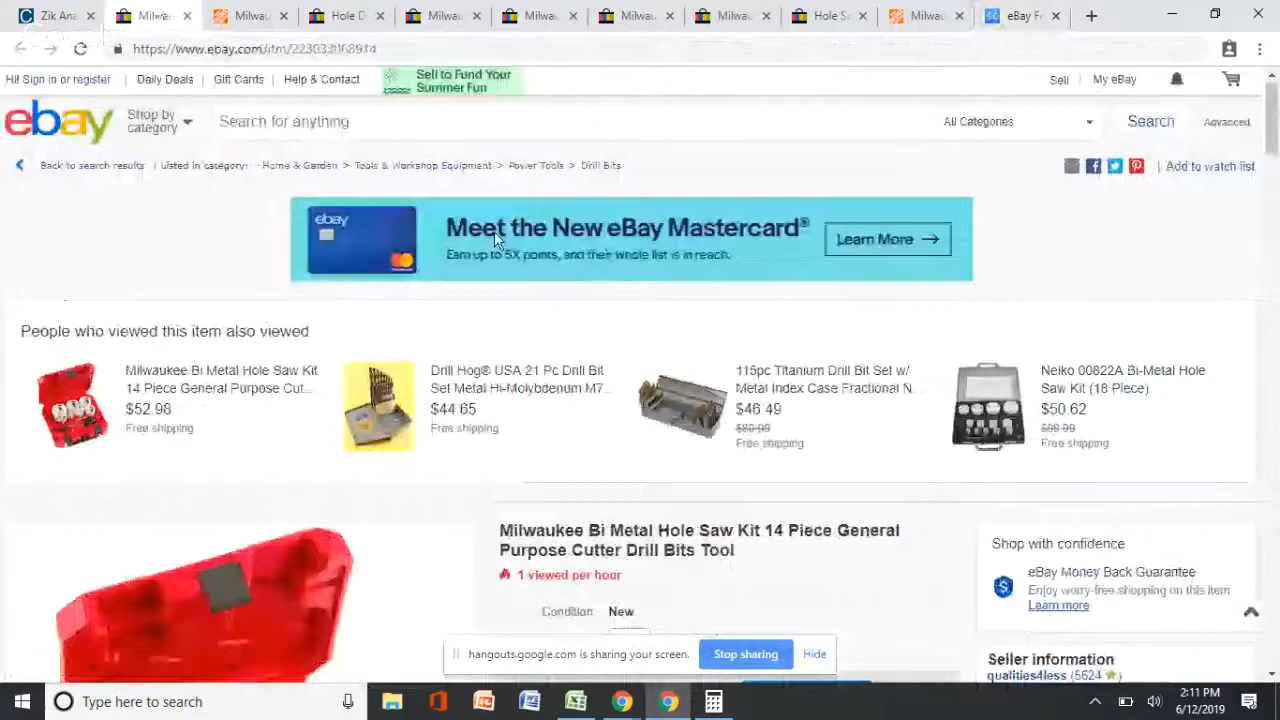 Zik Ana
Milwa
Milwau
Hole D
Milwau
Milwau
Milwau
Milwau
Hole S
Milwau
eBay F
https://www.ebay.com/itm/
Hi! Sign in or register
Daily Deals
Gift Cards
Help & Contact
Sell to Fund Your
Summer Fun
Sell
My eBay
ebay
Shop by
category
Search for anything
All Categories
Search
Advanced
Back to search results | Listed in category: Home & Garden > Tools & Workshop Equipment > Power Tools > Drill Bits
| Add to watch list
ebay
Meet the New eBay Mastercard®
Earn up to 5X points, and their whole list is in reach.
Learn More →
People who viewed this item also viewed
Milwaukee Bi Metal Hole Saw Kit
14 Piece General Purpose Cut...
$52.98
Free shipping
Drill Hog® USA 21 Pc Drill Bit
Set Metal Hi-Molybdenum M7...
$44.65
Free shipping
115pc Titanium Drill Bit Set w/
Metal Index Case Fractional N...
$46.49
$80.99
Free shipping
Neiko 00822A Bi-Metal Hole
Saw Kit (18 Piece)
$50.62
$98.99
Free shipping
Milwaukee Bi Metal Hole Saw Kit 14 Piece General
Purpose Cutter Drill Bits Tool
1 viewed per hour
Condition
New
Shop with confidence
eBay Money Back Guarantee
Enjoy worry-free shopping on this item
Learn more
Seller information
qualities4less (5624)
hangouts.google.com is sharing your screen.
Stop sharing
Hide
Type here to search
2:11 PM
6/12/2019